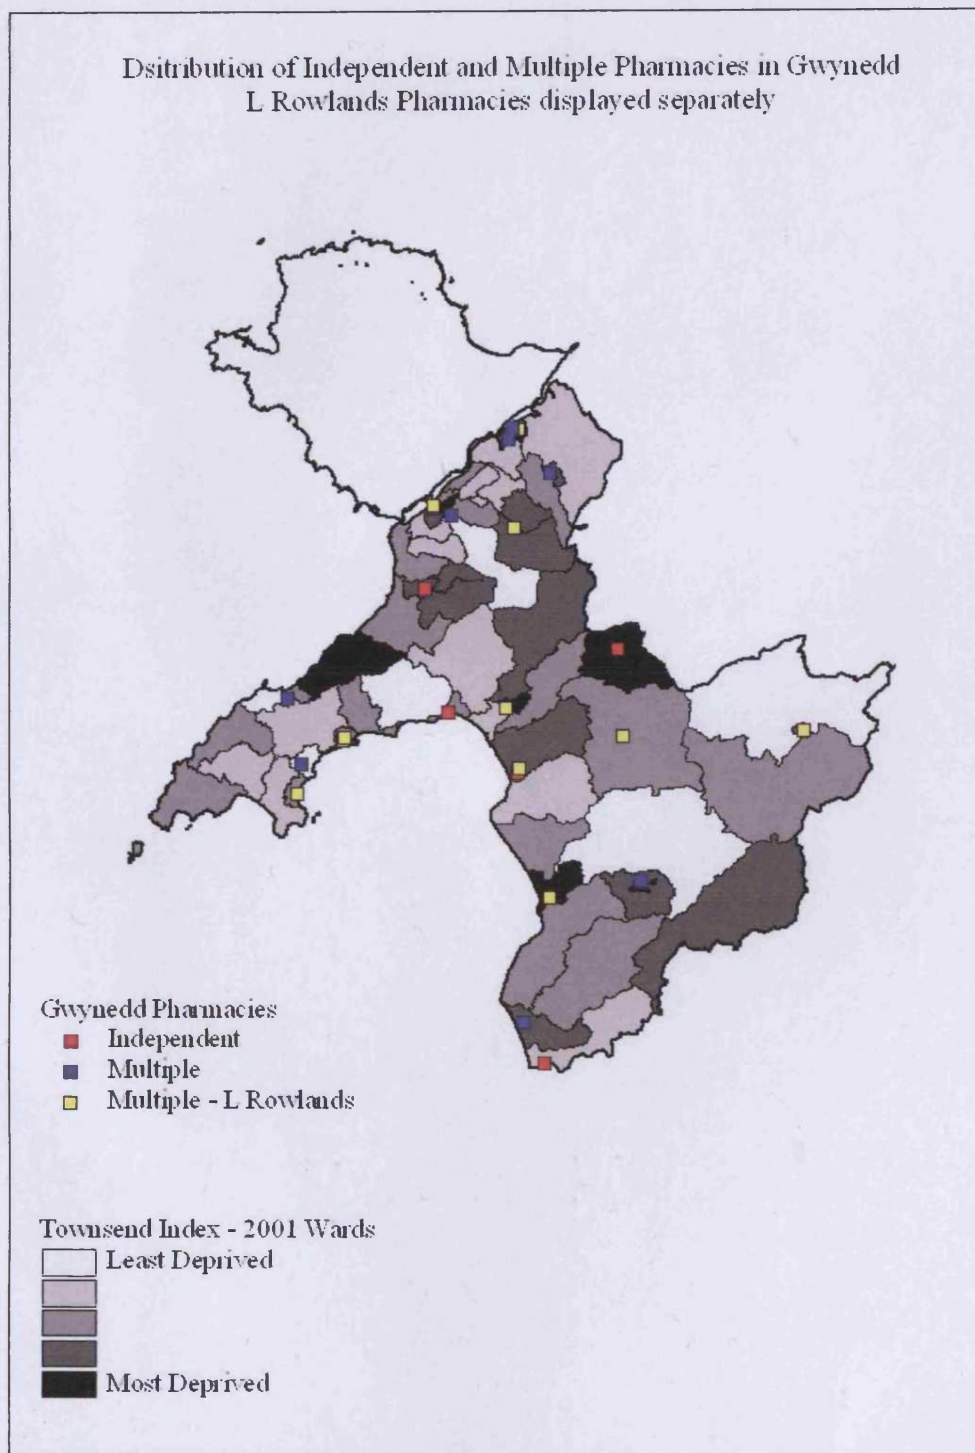 Dsitribution of Independent and Multiple Pharmacies in Gwynedd
L Rowlands Pharmacies displayed separately
Gwynedd Pharmacies
Independent
Multiple
Multiple - L Rowlands
Townsend Index - 2001 Wards
Least Deprived
Most Deprived